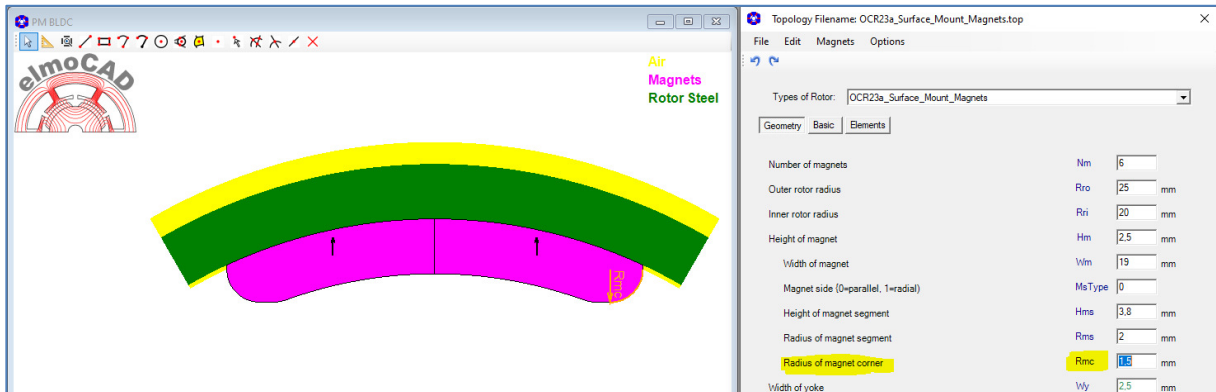 PM BLDC
elmoCAD
Air
Magnets
Rotor Steel
Rmc
Topology Filename: OCR23a_Surface_Mount_Magnets.top
File Edit Magnets Options
Types of Rotor: OCR23a_Surface_Mount_Magnets
Geometry Basic Elements
Number of magnets Nm 6
Outer rotor radius Rro 25 mm
Inner rotor radius Rri 20 mm
Height of magnet Hm 2,5 mm
Width of magnet Wm 19 mm
Magnet side (0=parallel, 1=radial) MsType 0
Height of magnet segment Hms 3,8 mm
Radius of magnet segment Rms 2 mm
Radius of magnet corner Rmc 1.5 mm
Width of yoke Wy 2.5 mm